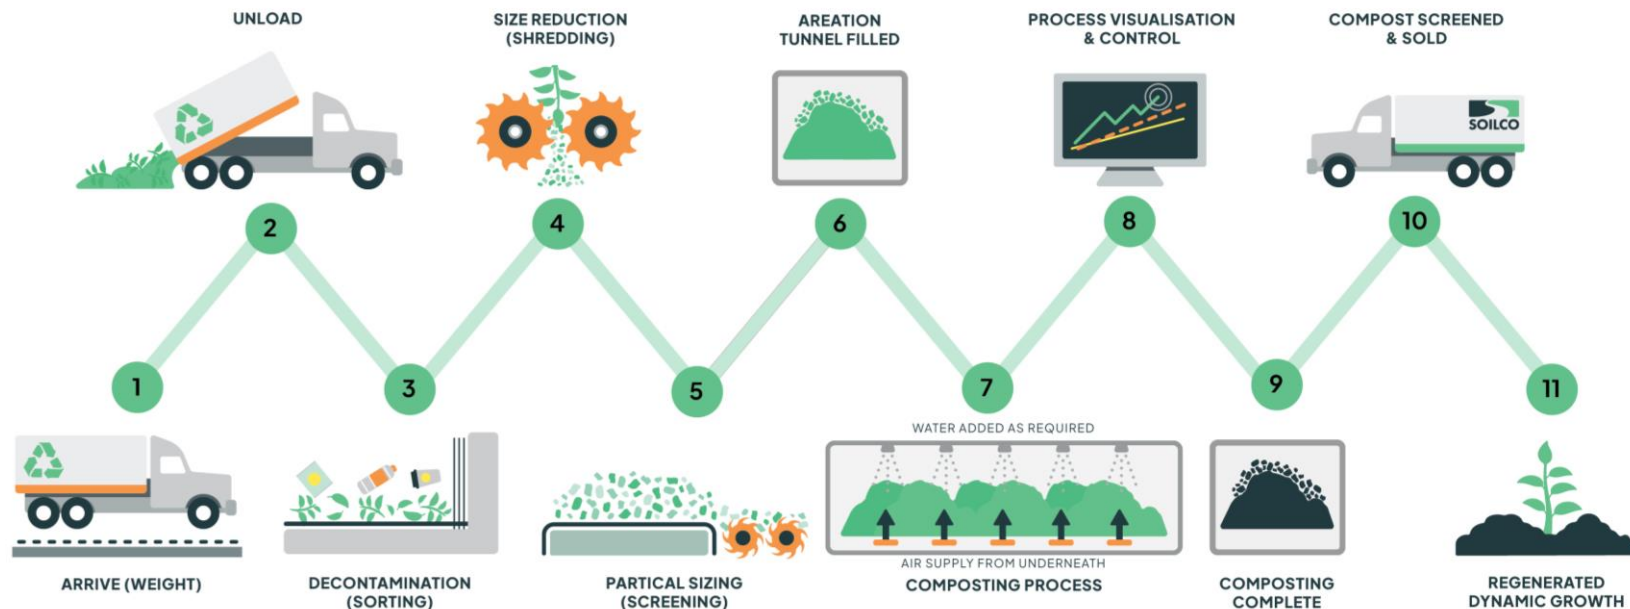 UNLOAD
SIZE REDUCTION
(SHREDDING)
AREATION
TUNNEL FILLED
PROCESS VISUALISATION
& CONTROL
COMPOST SCREENED
& SOLD
SOILCO
2
4
6
8
10
1
3
5
7
9
11
WATER ADDED AS REQUIRED
AIR SUPPLY FROM UNDERNEATH
ARRIVE (WEIGHT)
DECONTAMINATION
(SORTING)
PARTICAL SIZING
(SCREENING)
COMPOSTING PROCESS
COMPOSTING
COMPLETE
REGENERATED
DYNAMIC GROWTH